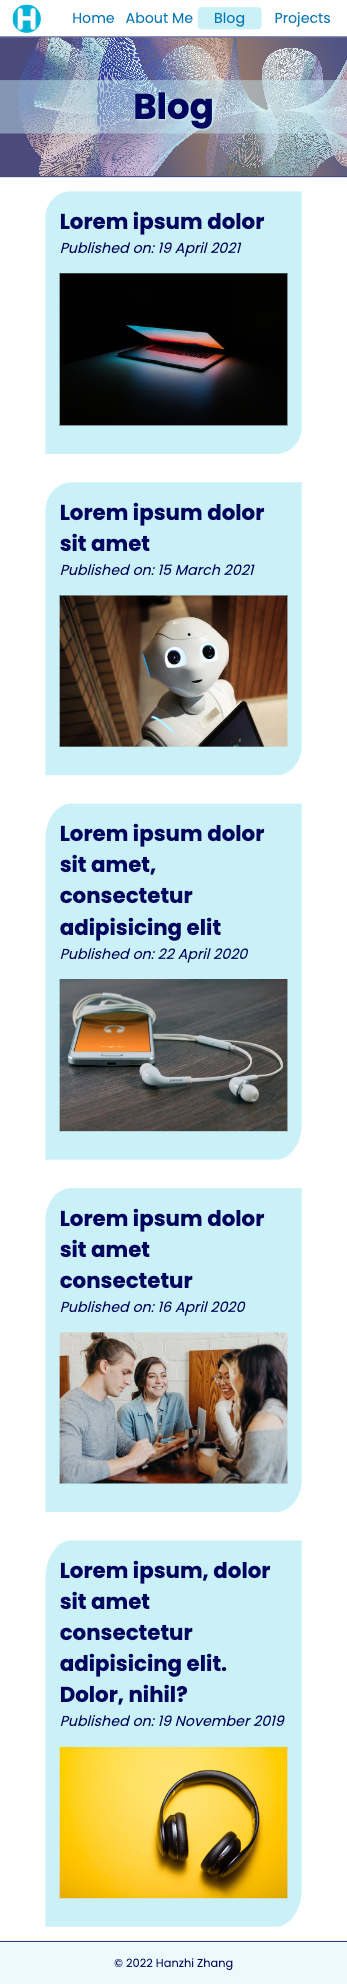 H
Home About Me Blog Projects
Blog
Lorem ipsum dolor
Published on: 19 April 2021
Lorem ipsum dolor
sit amet
Published on: 15 March 2021
Lorem ipsum dolor
sit amet,
consectetur
adipisicing elit
Published on: 22 April 2020
Lorem ipsum dolor
sit amet
consectetur
Published on: 16 April 2020
Lorem ipsum, dolor
sit amet
consectetur
adipisicing elit.
Dolor, nihil?
Published on: 19 November 2019
© 2022 Hanzhi Zhang